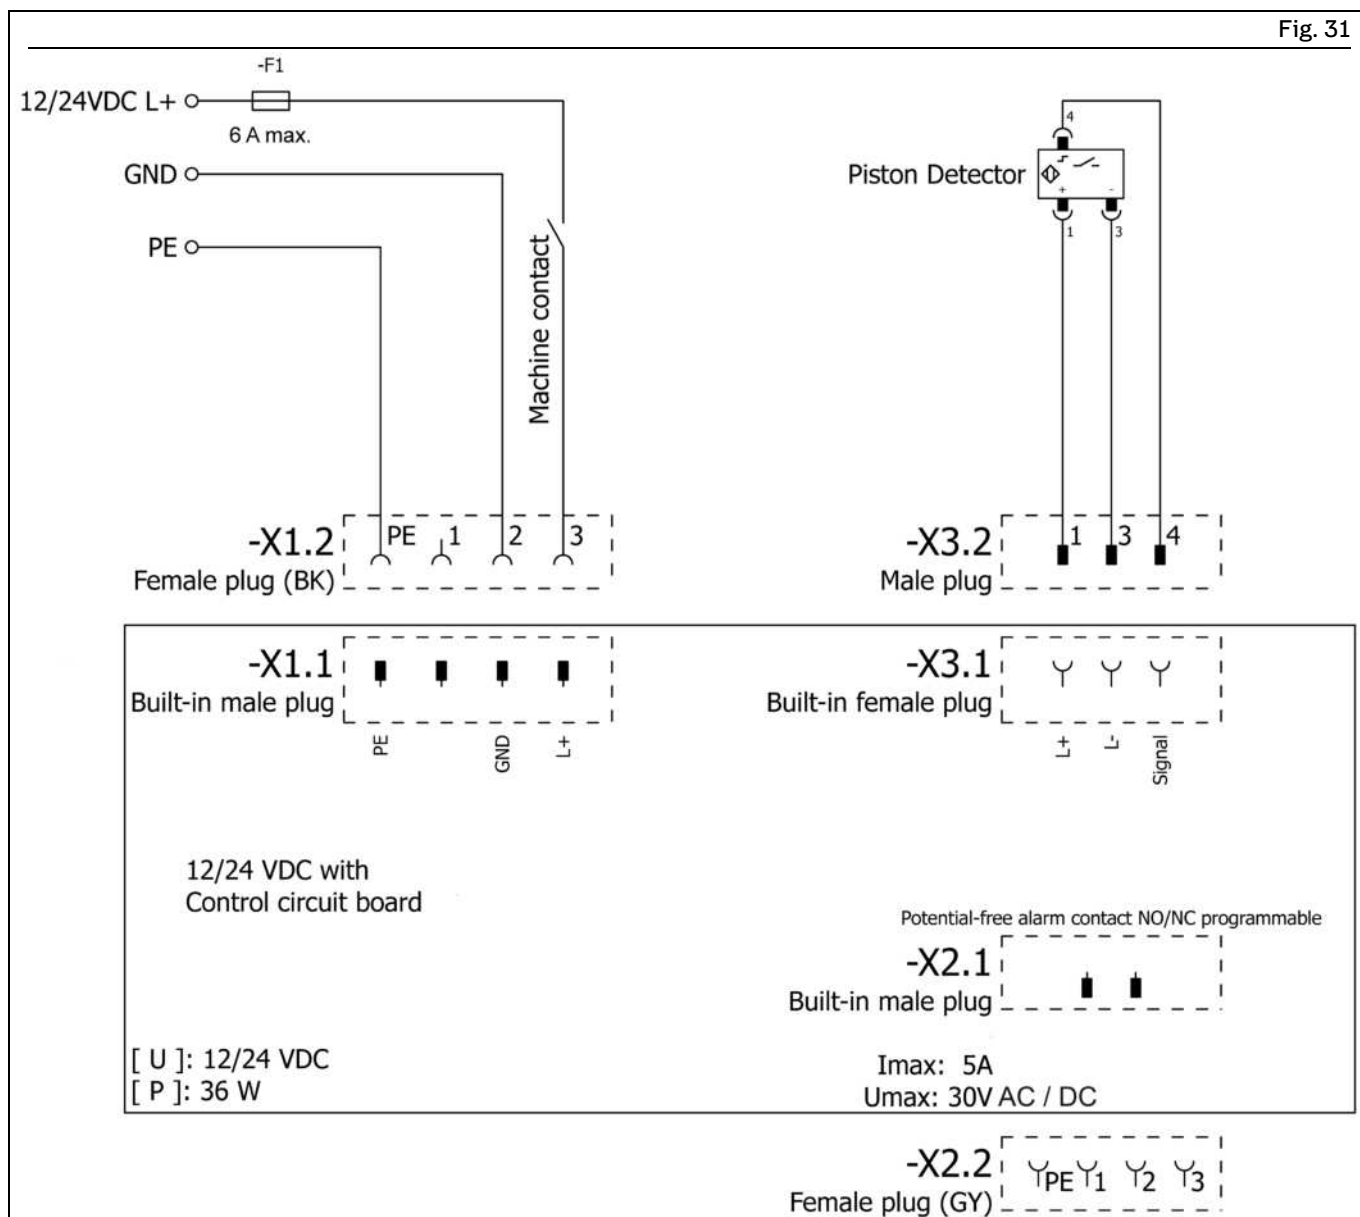 Fig. 31
-F1
12/24VDC L+
6 A max.
GND
PE
Machine contact
Piston Detector
4
+ -
1 3
-X1.2
PE 1 2 3
Female plug (BK)
-X3.2
1 3 4
Male plug
-X1.1
Built-in male plug
PE GND L+
-X3.1
Built-in female plug
L+ L- Signal
12/24 VDC with
Control circuit board
Potential-free alarm contact NO/NC programmable
-X2.1
Built-in male plug
[ U ]: 12/24 VDC
[ P ]: 36 W
Imax: 5A
Umax: 30V AC / DC
-X2.2
PE 1 2 3
Female plug (GY)